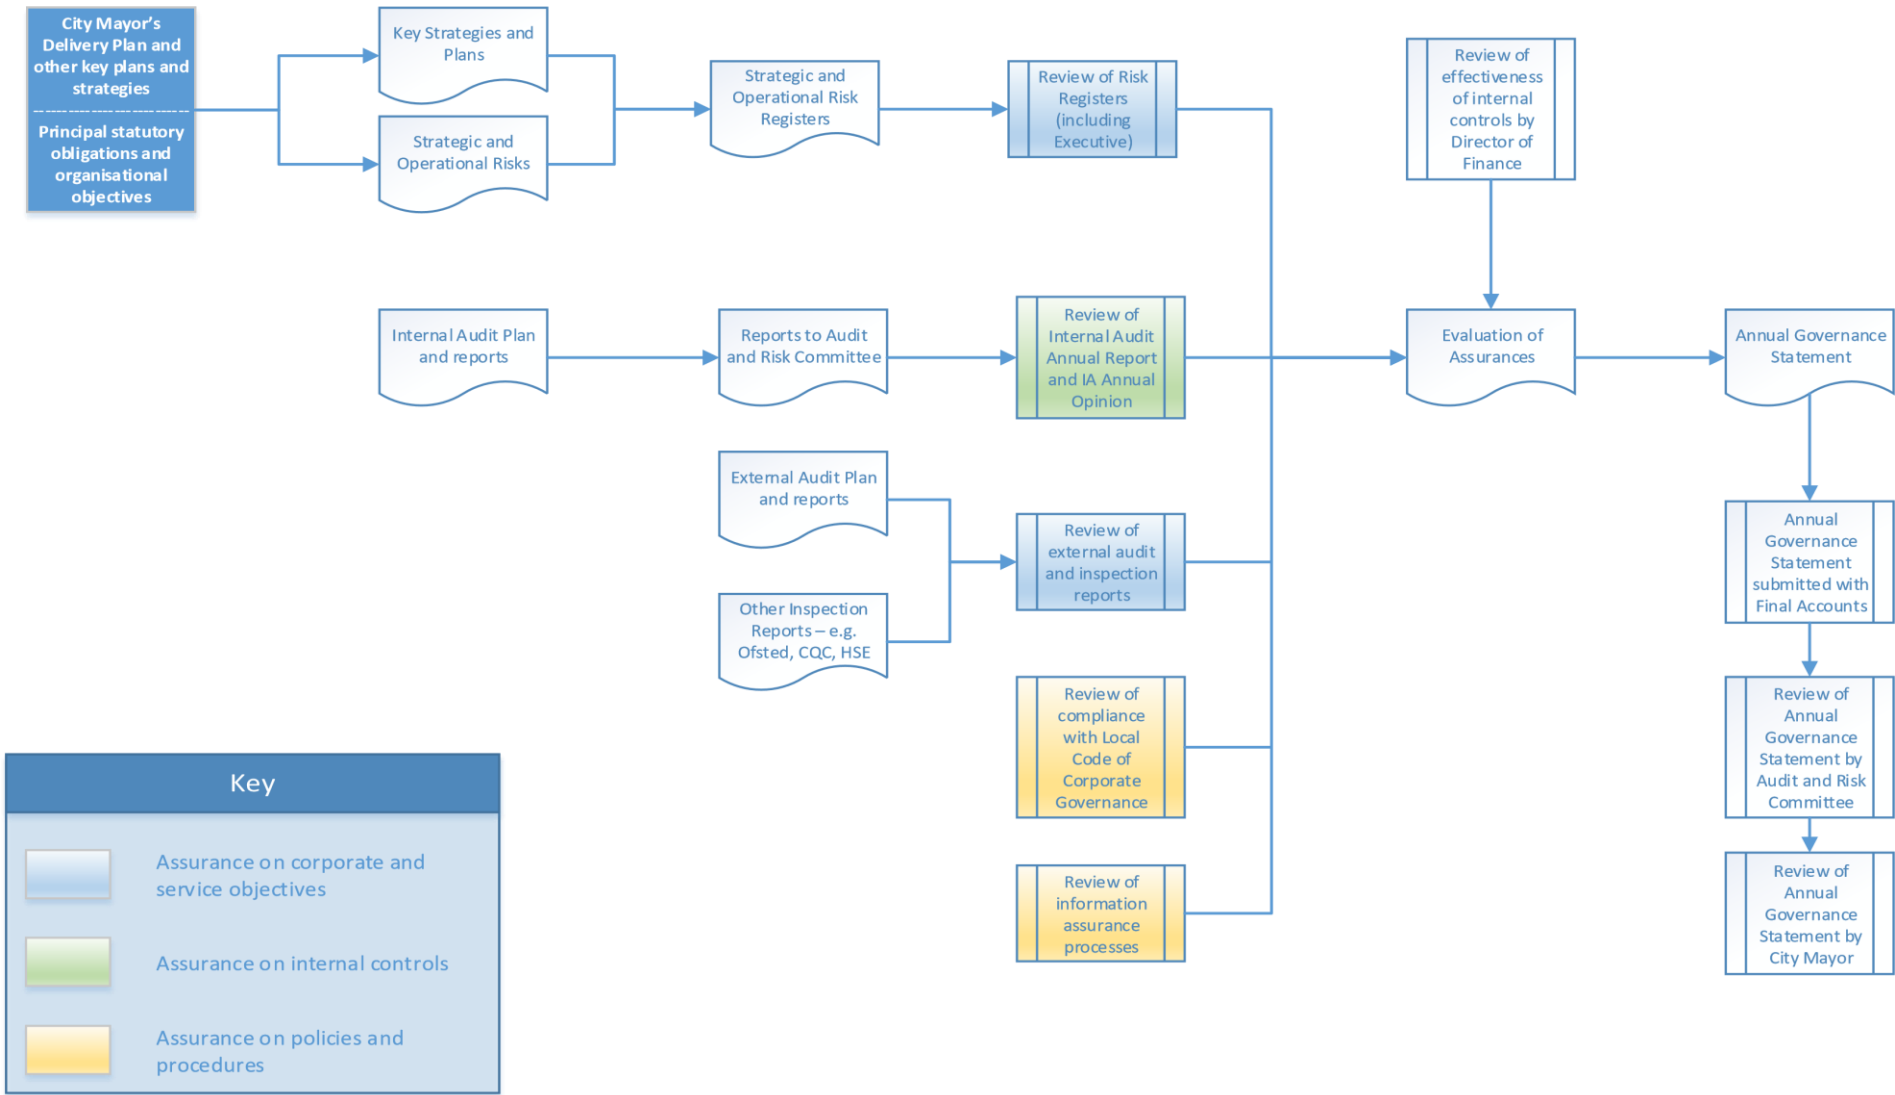 City Mayor's
Delivery Plan and
other key plans and
strategies
Principal statutory
obligations and
organisational
objectives
Key Strategies and
Plans
Strategic and
Operational Risks
Strategic and
Operational Risk
Registers
Review of Risk
Registers
(including
Executive)
Review of
effectiveness
of internal
controls by
Director of
Finance
Internal Audit Plan
and reports
Reports to Audit
and Risk Committee
Review of
Internal Audit
Annual Report
and IA Annual
Opinion
Evaluation of
Assurances
Annual Governance
Statement
External Audit Plan
and reports
Other Inspection
Reports – e.g.
Ofsted, CQC, HSE
Review of
external audit
and inspection
reports
Annual
Governance
Statement
submitted with
Final Accounts
Review of
compliance
with Local
Code of
Corporate
Governance
Review of
Annual
Governance
Statement by
Audit and Risk
Committee
Review of
information
assurance
processes
Review of
Annual
Governance
Statement by
City Mayor
Key
Assurance on corporate and
service objectives
Assurance on internal controls
Assurance on policies and
procedures